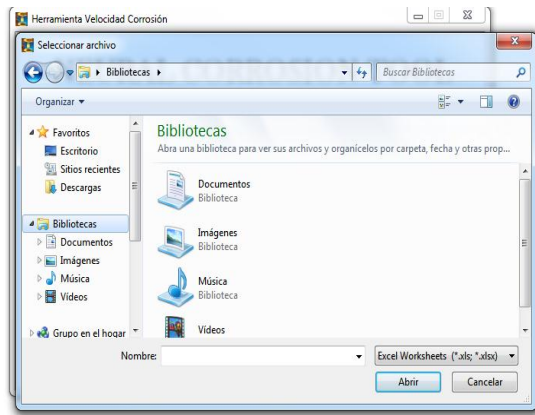 Herramienta Velocidad Corrosión
Seleccionar archivo
Bibliotecas
Buscar Bibliotecas
Organizar
Favoritos
Escritorio
Sitios recientes
Descargas
Bibliotecas
Documentos
Imágenes
Música
Vídeos
Grupo en el hogar
Bibliotecas
Abra una biblioteca para ver sus archivos y organícelos por carpeta, fecha y otras prop...
Documentos
Biblioteca
Imágenes
Biblioteca
Música
Biblioteca
Vídeos
Nombre:
Excel Worksheets (*.xls; *.xlsx)
Abrir
Cancelar